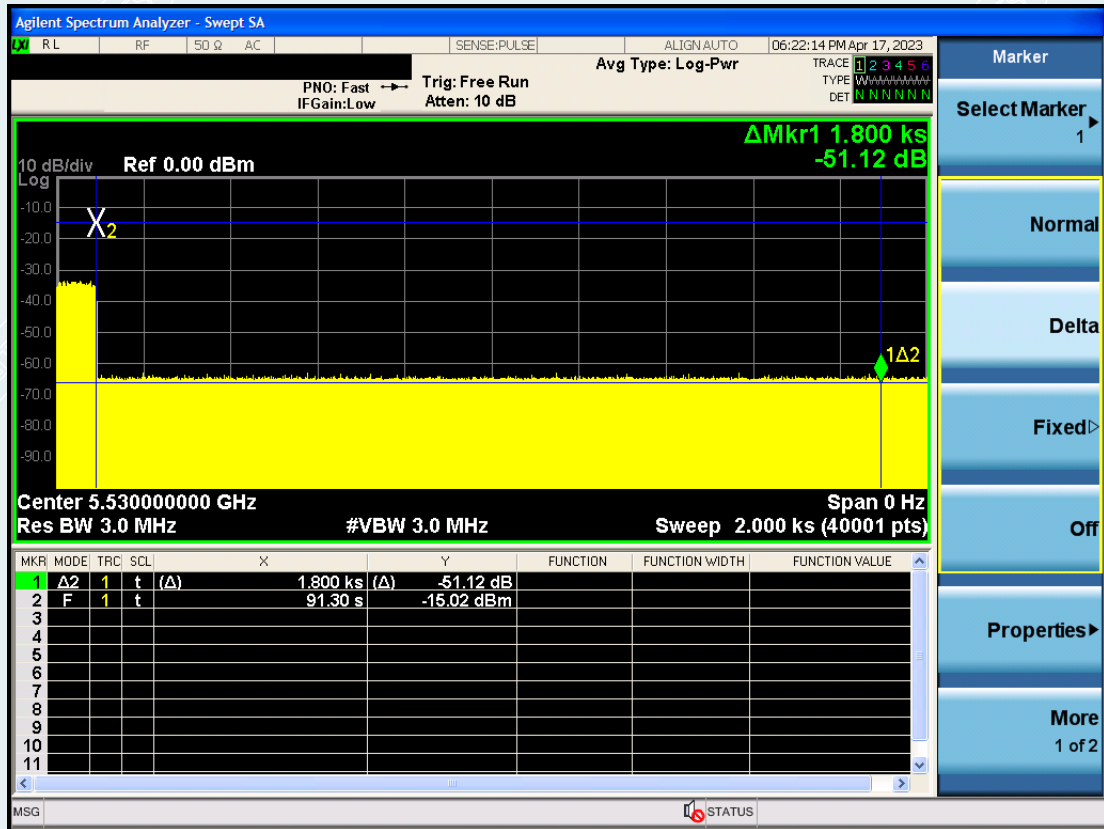 Agilent Spectrum Analyzer - Swept SA
LXI RL RF 50 Ω AC SENSE:PULSE ALIGN AUTO 06:22:14 PM Apr 17, 2023
Avg Type: Log-Pwr TRACE 1 2 3 4 5 6
PNO: Fast Trig: Free Run TYPE WWWWWW
IFGain:Low Atten: 10 dB DET N N N N N N
ΔMkr1 1.800 ks
10 dB/div Ref 0.00 dBm -51.12 dB
Log
-10.0
X2
-20.0
-30.0
-40.0
-50.0
1Δ2
-60.0
-70.0
-80.0
-90.0
Center 5.530000000 GHz Span 0 Hz
Res BW 3.0 MHz #VBW 3.0 MHz Sweep 2.000 ks (40001 pts)
MKR MODE TRC SCL X Y FUNCTION FUNCTION WIDTH FUNCTION VALUE
1 Δ2 1 t (Δ) 1.800 ks (Δ) -51.12 dB
2 F 1 t 91.30 s -15.02 dBm
3
4
5
6
7
8
9
10
11
MSG STATUS
Marker
Select Marker
1
Normal
Delta
Fixed
Off
Properties
More
1 of 2